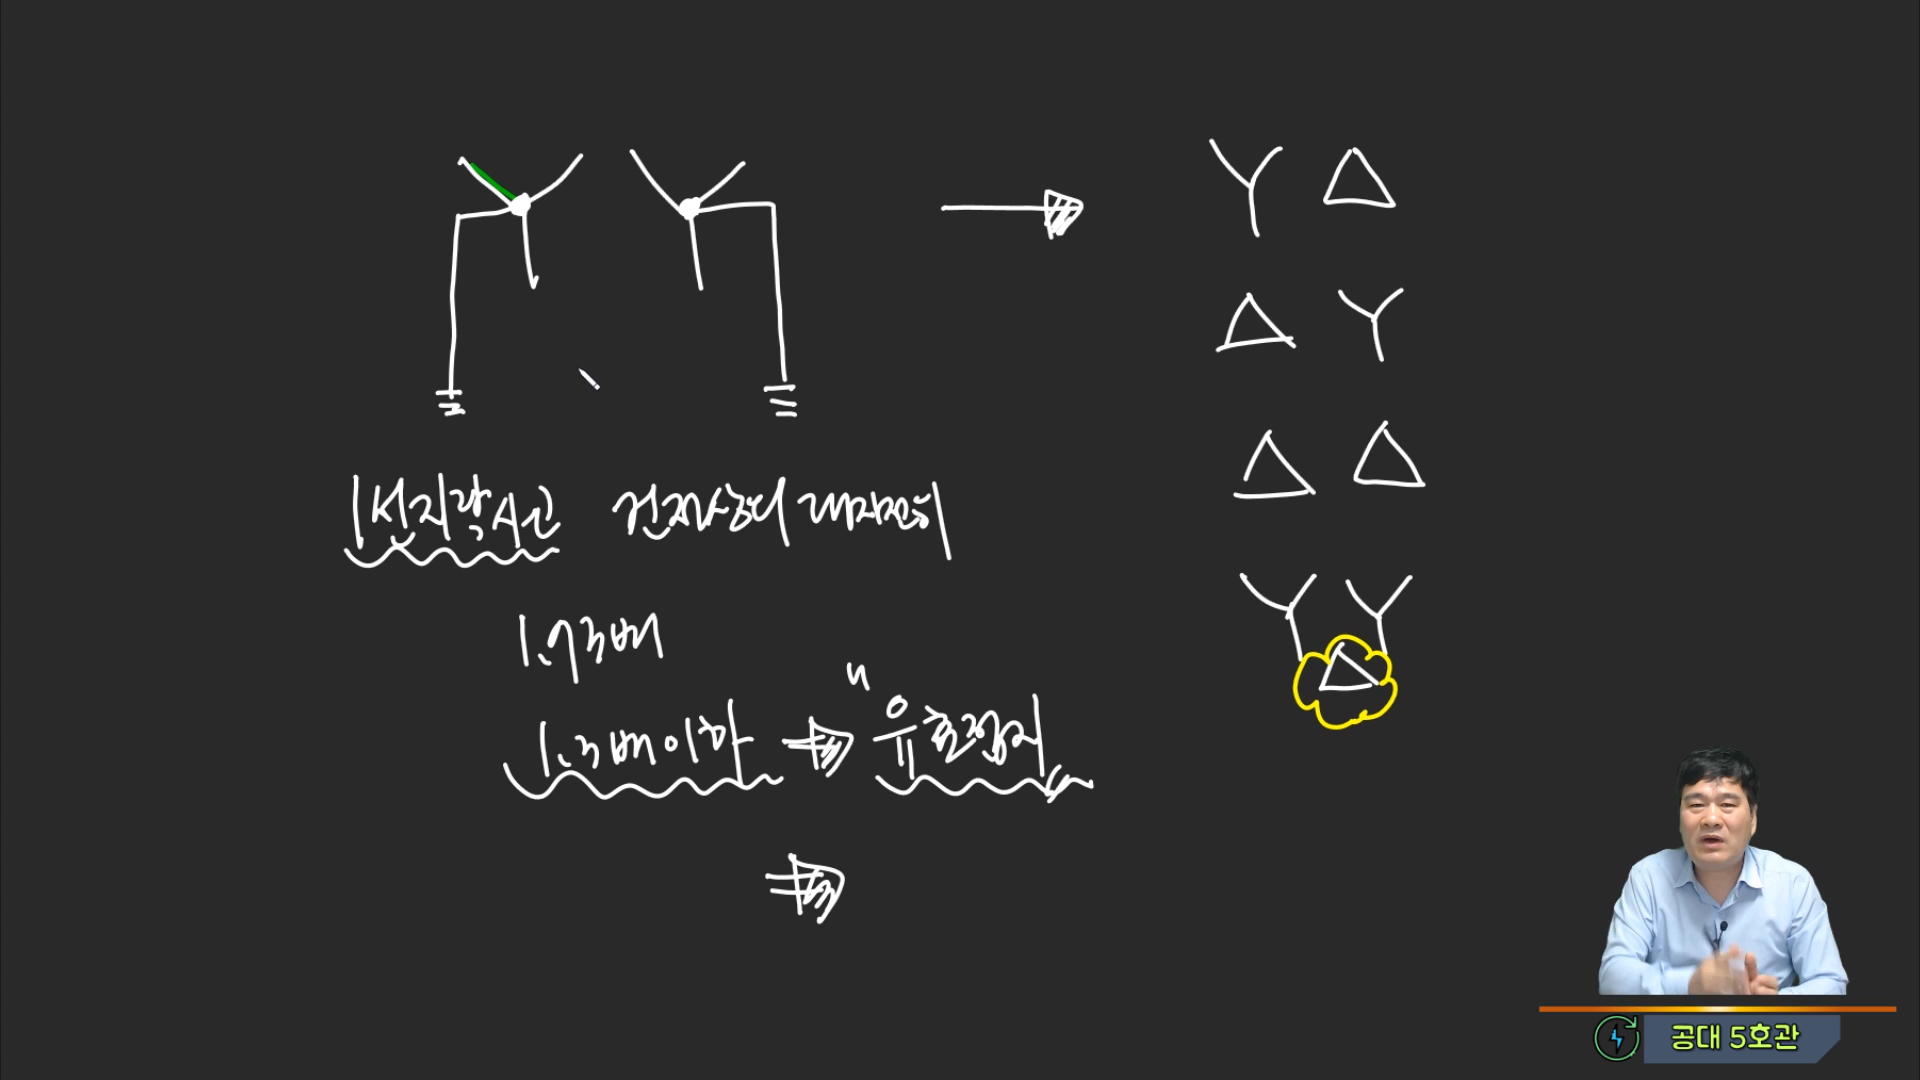 1선지락시고 건전상의 대지전위
1.73배
1.3배이하 "유효접지
공대 5호관